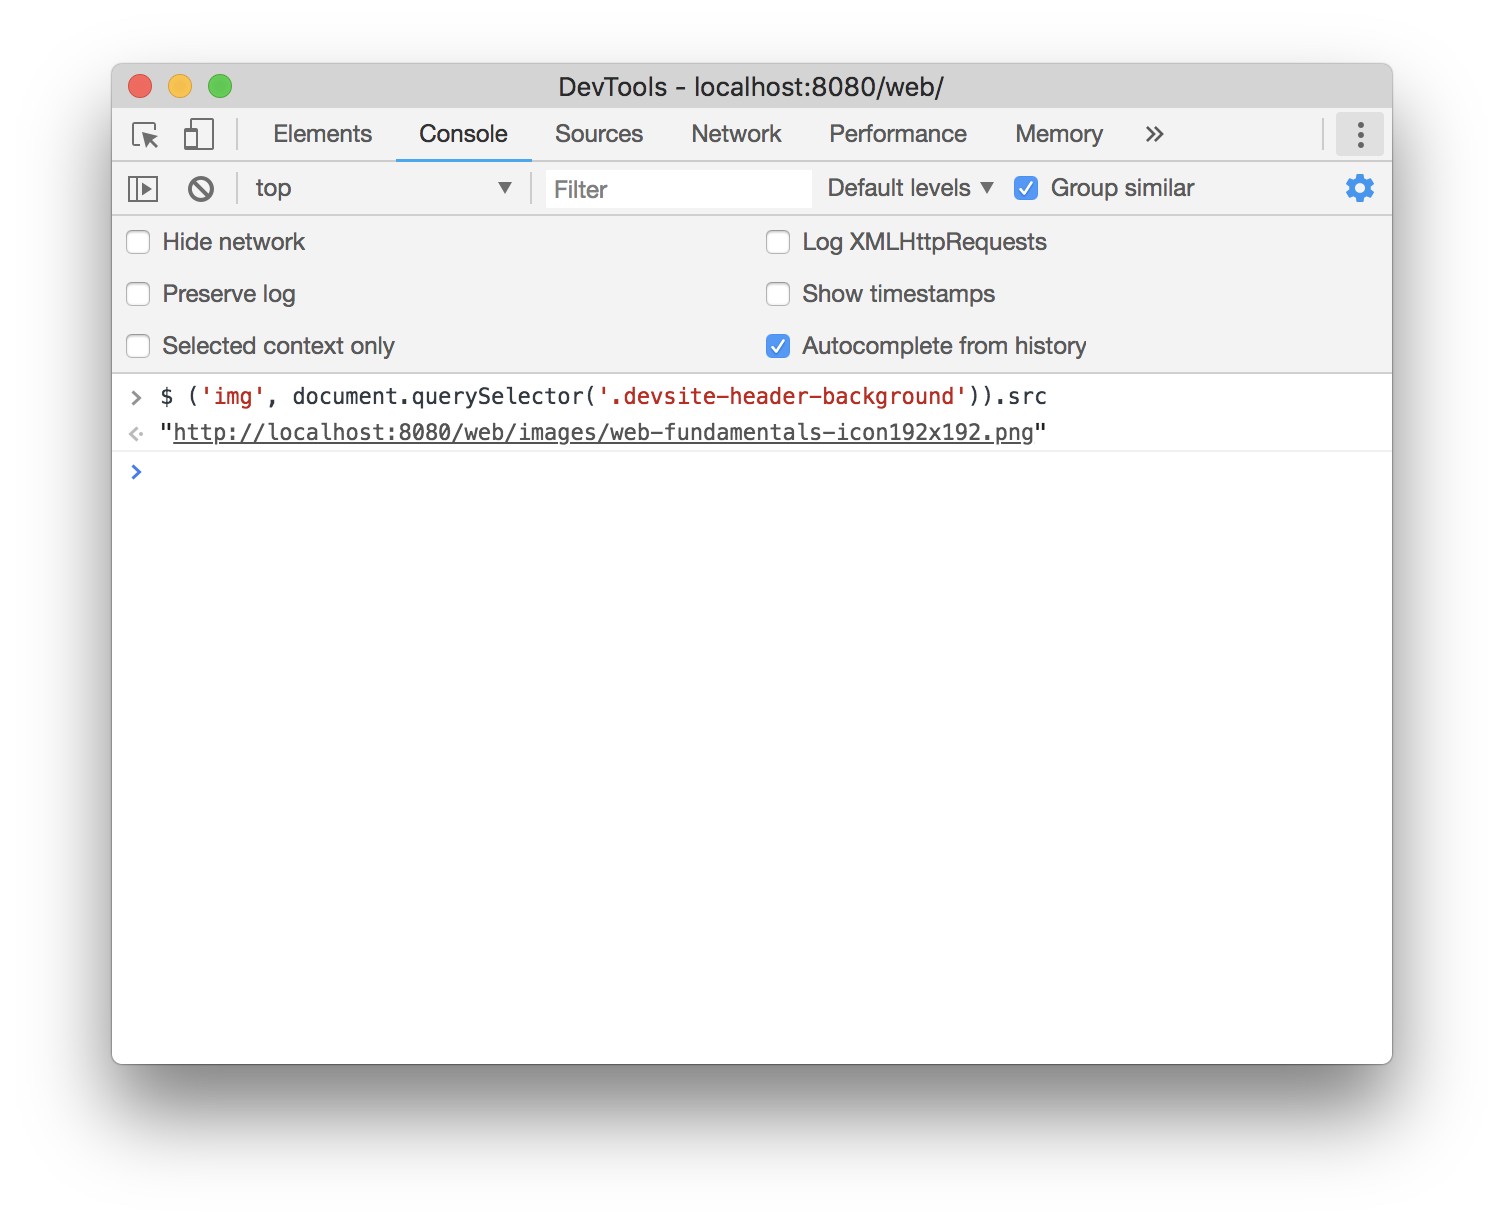 DevTools - localhost:8080/web/
Elements Console Sources Network Performance Memory »
top ▼ Filter Default levels ▼ Group similar
Hide network Log XMLHttpRequests
Preserve log Show timestamps
Selected context only Autocomplete from history
> $ ('img', document.querySelector('.devsite-header-background')).src
"http://localhost:8080/web/images/web-fundamentals-icon192x192.png"
>